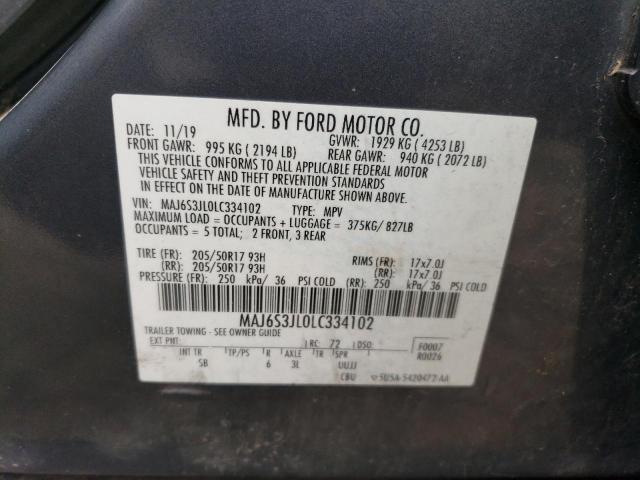 MFD. BY FORD MOTOR CO.
DATE: 11/19 GVWR: 1929 KG ( 4253 LB)
FRONT GAWR: 995 KG ( 2194 LB) REAR GAWR: 940 KG ( 2072 LB)
THIS VEHICLE CONFORMS TO ALL APPLICABLE FEDERAL MOTOR
VEHICLE SAFETY AND THEFT PREVENTION STANDARDS
IN EFFECT ON THE DATE OF MANUFACTURE SHOWN ABOVE.
VIN: MAJ6S3JL0LC334102 TYPE: MPV
MAXIMUM LOAD = OCCUPANTS + LUGGAGE = 375KG/ 827LB
OCCUPANTS = 5 TOTAL; 2 FRONT, 3 REAR
TIRE (FR): 205/50R17 93H RIMS (FR): 17x7.0J
(RR): 205/50R17 93H (RR): 17x7.0J
PRESSURE (FR): 250 kPa/ 36 PSI COLD (RR): 250 kPa/ 36 PSI COLD
MAJ6S3JL0LC334102
TRAILER TOWING - SEE OWNER GUIDE
EXT PNT: RC: 72 DSO: F0007
R0026
INT TR TP/PS R AXLE TR SPR
SB 6 3L UUJJ
CBU 5U5A-5420472-AA